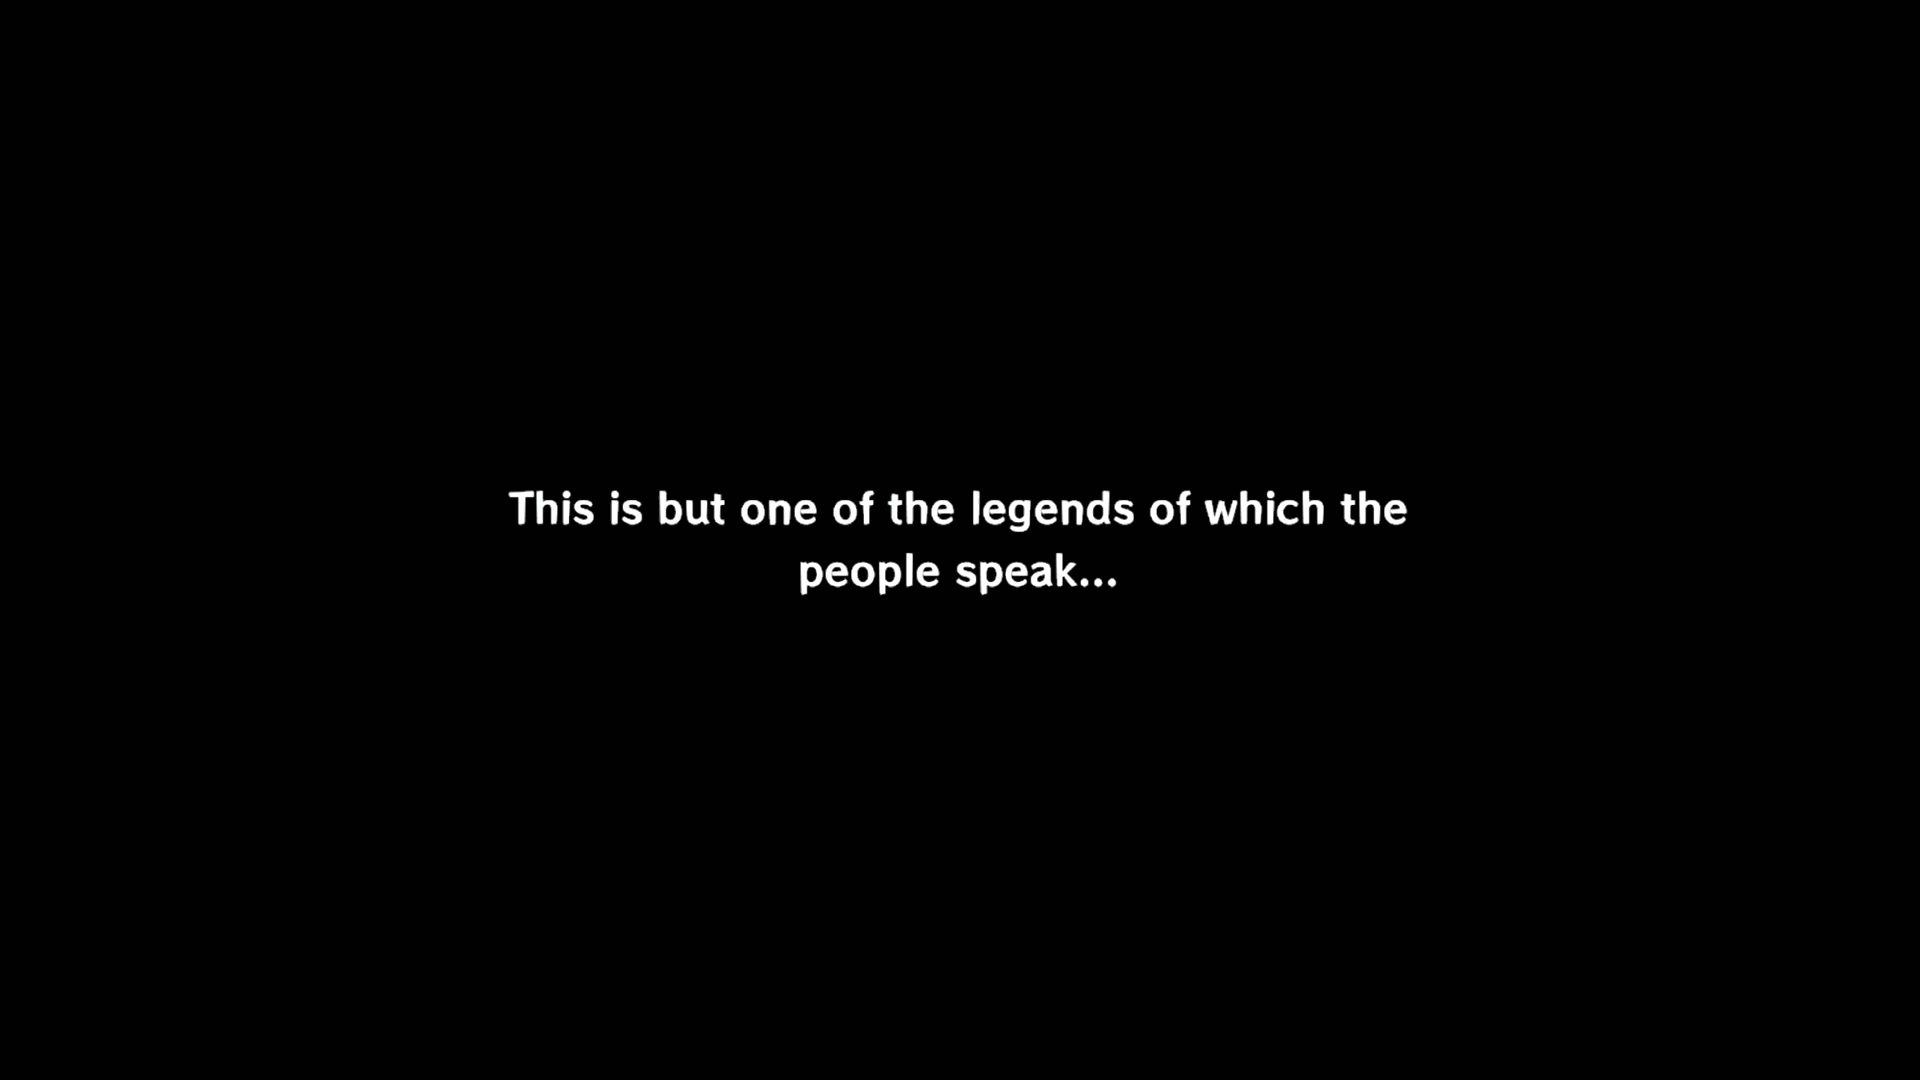 This is but one of the legends of which the
people speak...